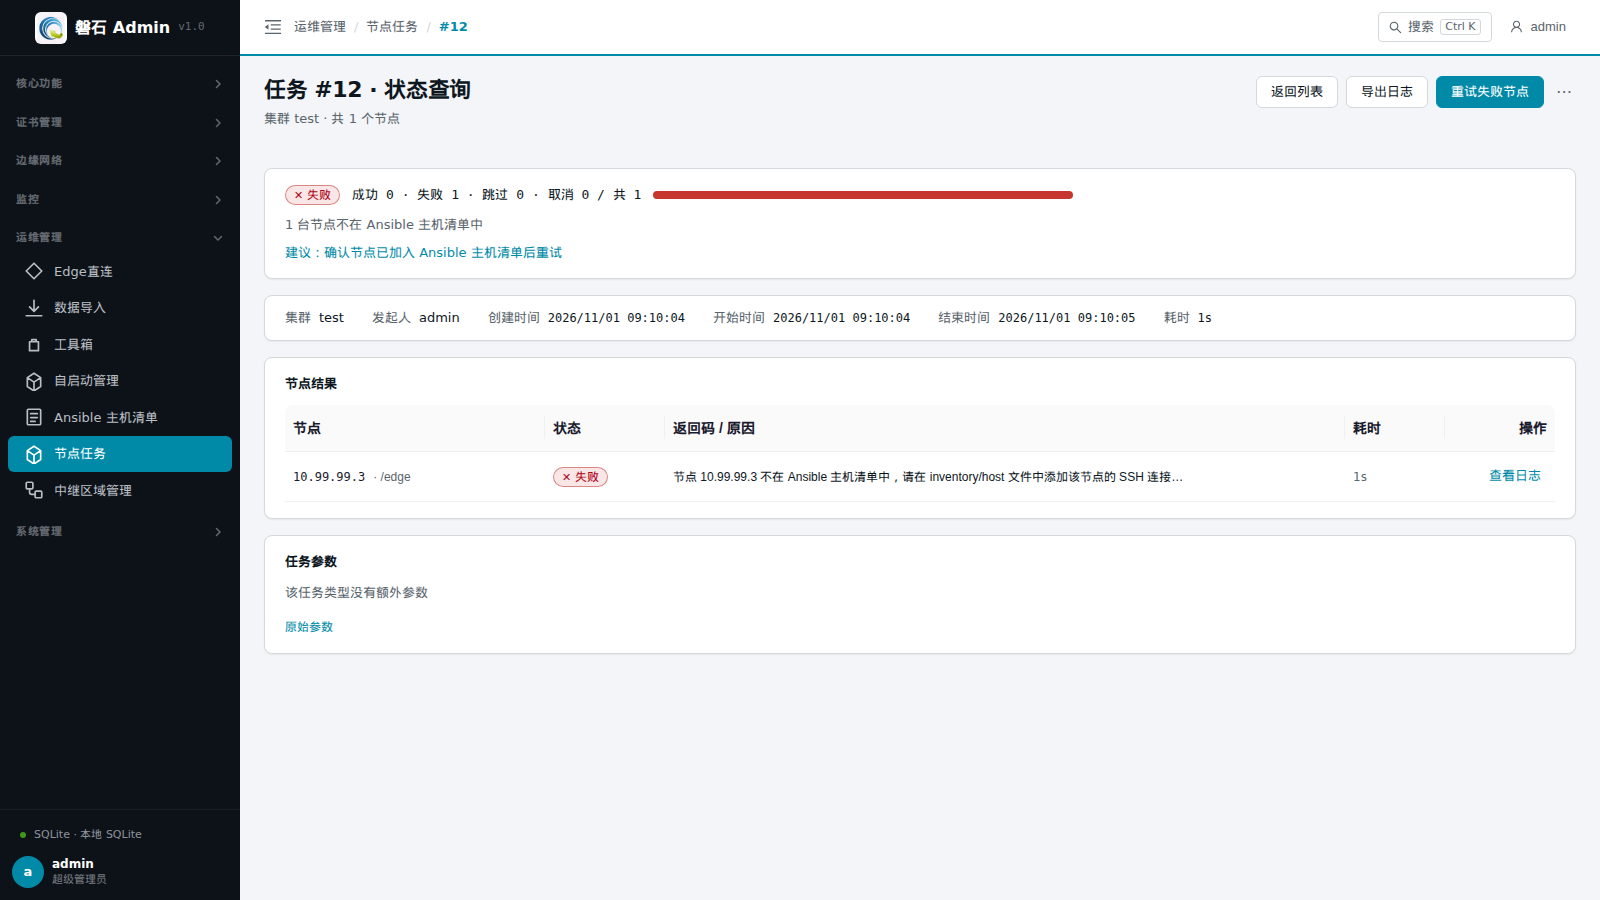 磐石 Admin v1.0
核心功能
证书管理
边缘网络
监控
运维管理
Edge直连
数据导入
工具箱
自启动管理
Ansible 主机清单
节点任务
中继区域管理
系统管理
SQLite · 本地 SQLite
a
admin
超级管理员
运维管理 / 节点任务 / #12
搜索 Ctrl K
admin
任务 #12 · 状态查询
集群 test · 共 1 个节点
返回列表
导出日志
重试失败节点
···
✕ 失败 成功 0 · 失败 1 · 跳过 0 · 取消 0 / 共 1
1 台节点不在 Ansible 主机清单中
建议：确认节点已加入 Ansible 主机清单后重试
集群 test 发起人 admin 创建时间 2026/11/01 09:10:04 开始时间 2026/11/01 09:10:04 结束时间 2026/11/01 09:10:05 耗时 1s
节点结果
节点 状态 返回码 / 原因 耗时 操作
10.99.99.3 · /edge ✕ 失败 节点 10.99.99.3 不在 Ansible 主机清单中，请在 inventory/host 文件中添加该节点的 SSH 连接… 1s 查看日志
任务参数
该任务类型没有额外参数
原始参数